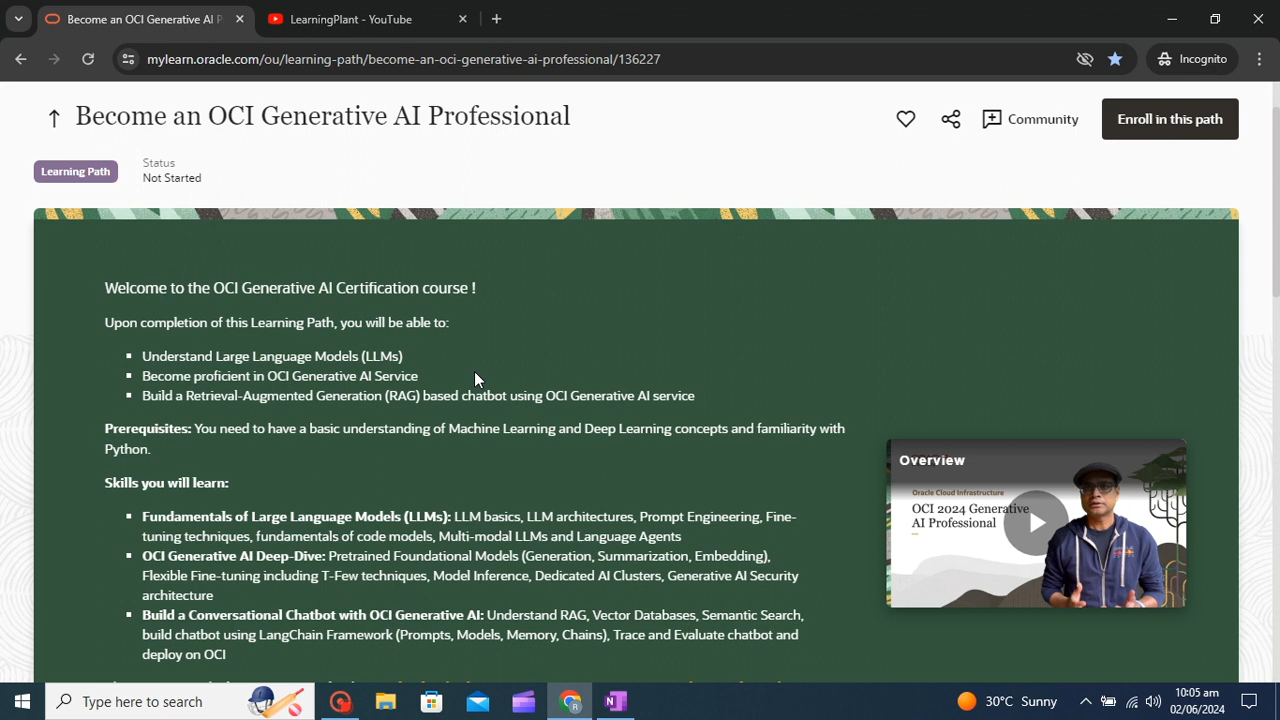 Become an OCI Generative AI P
LearningPlant - YouTube
mylearn.oracle.com/ou/learning-path/become-an-oci-generative-ai-professional/136227
Incognito
Become an OCI Generative AI Professional
Community
Enroll in this path
Learning Path
Status
Not Started
Welcome to the OCI Generative AI Certification course !
Upon completion of this Learning Path, you will be able to:
Understand Large Language Models (LLMs)
Become proficient in OCI Generative AI Service
Build a Retrieval-Augmented Generation (RAG) based chatbot using OCI Generative AI service
Prerequisites: You need to have a basic understanding of Machine Learning and Deep Learning concepts and familiarity with
Python.
Skills you will learn:
Fundamentals of Large Language Models (LLMs): LLM basics, LLM architectures, Prompt Engineering, Fine-
tuning techniques, fundamentals of code models, Multi-modal LLMs and Language Agents
OCI Generative AI Deep-Dive: Pretrained Foundational Models (Generation, Summarization, Embedding),
Flexible Fine-tuning including T-Few techniques, Model Inference, Dedicated AI Clusters, Generative AI Security
architecture
Build a Conversational Chatbot with OCI Generative AI: Understand RAG, Vector Databases, Semantic Search,
build chatbot using LangChain Framework (Prompts, Models, Memory, Chains), Trace and Evaluate chatbot and
deploy on OCI
Overview
Oracle Cloud Infrastructure
OCI 2024 Generative
AI Professional
Type here to search
30°C Sunny
10:05 am
02/06/2024